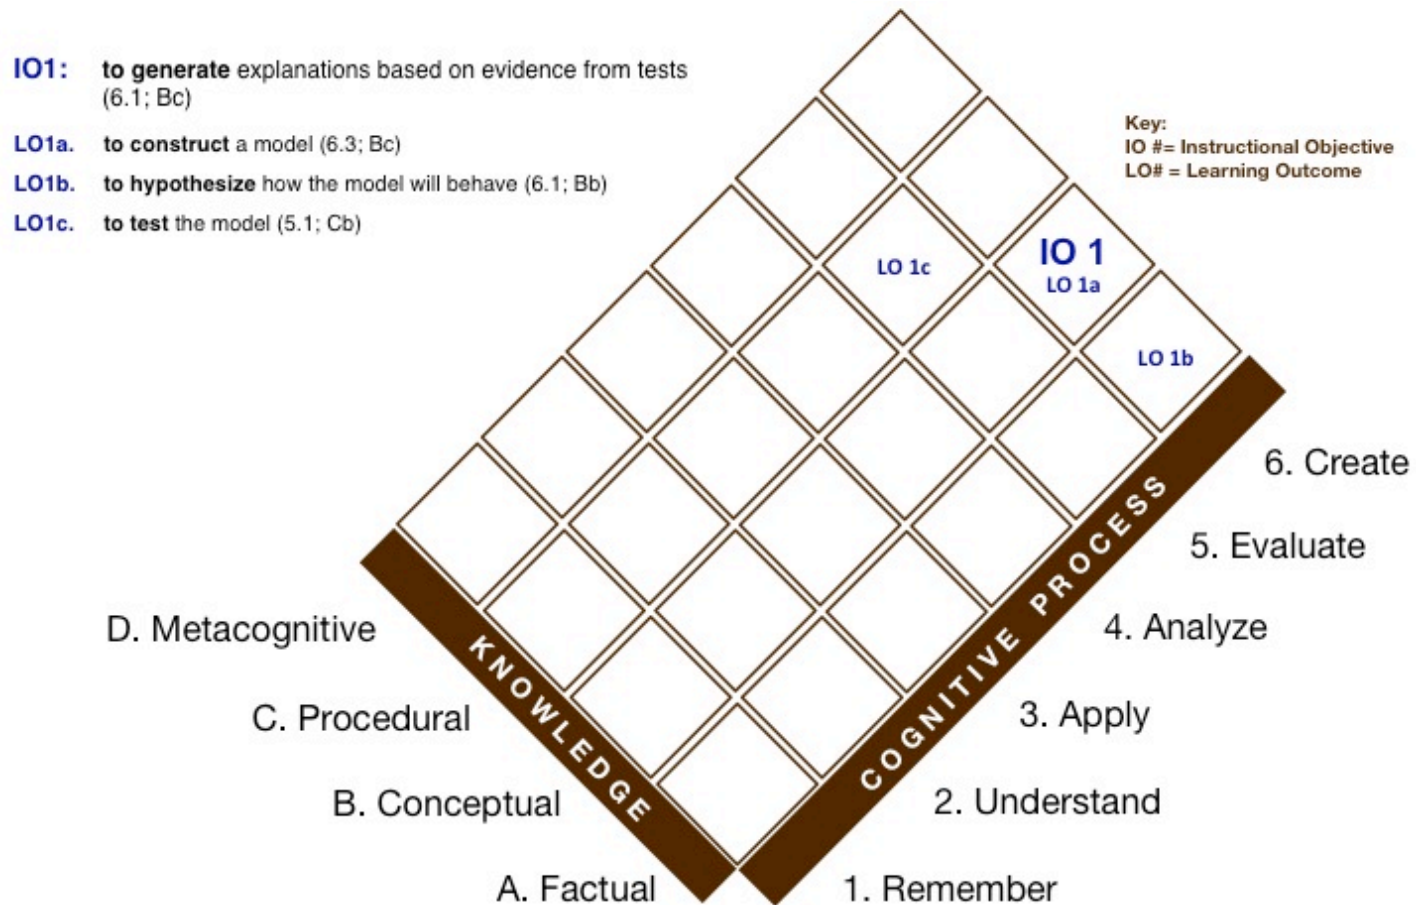 IO1: to generate explanations based on evidence from tests
(6.1; Bc)
LO1a. to construct a model (6.3; Bc)
LO1b. to hypothesize how the model will behave (6.1; Bb)
LO1c. to test the model (5.1; Cb)
Key:
IO #= Instructional Objective
LO# = Learning Outcome
IO 1
LO 1a
LO 1c
LO 1b
KNOWLEDGE
D. Metacognitive
C. Procedural
B. Conceptual
A. Factual
COGNITIVE PROCESS
6. Create
5. Evaluate
4. Analyze
3. Apply
2. Understand
1. Remember